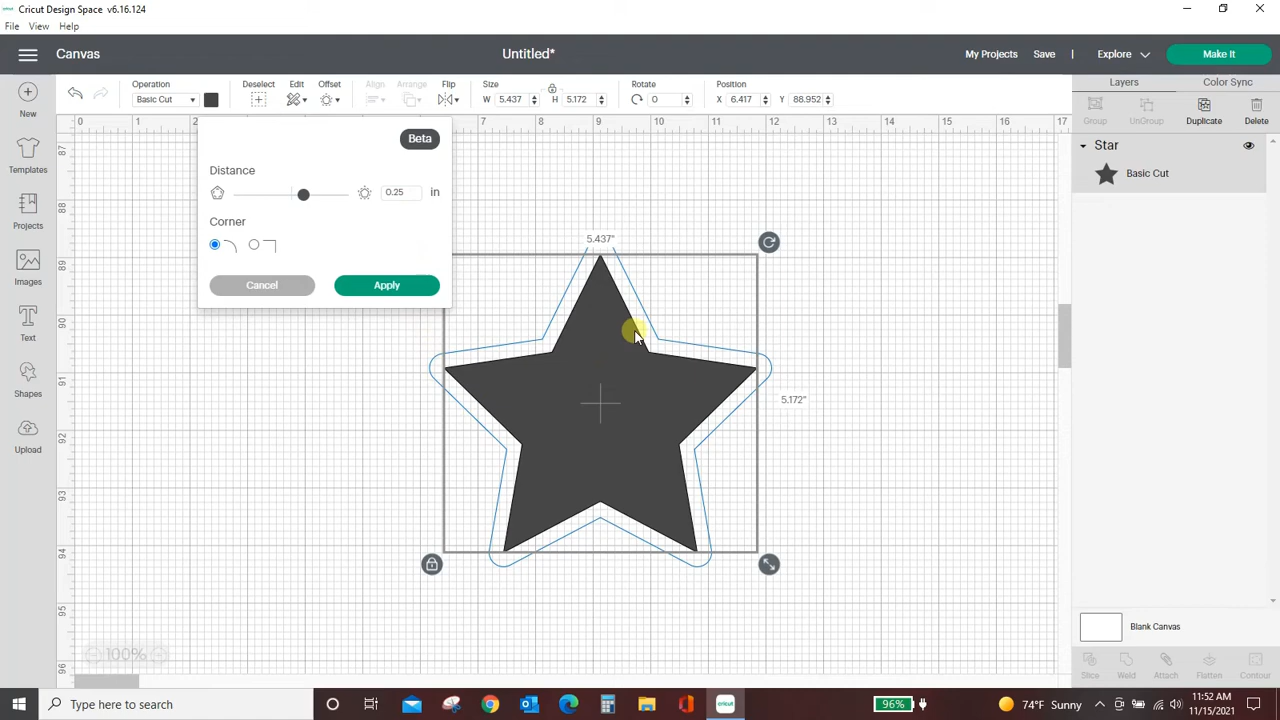 Cricut Design Space v6.16.124
File View Help
Canvas
Untitled*
My Projects Save | Explore Make It
Operation Deselect Edit Offset Align Arrange Flip Size Rotate Position
Basic Cut W 5.437 H 5.172 0 X 6.417 Y 88.952
Layers Color Sync
Group UnGroup Duplicate Delete
New
Templates
Projects
Images
Text
Shapes
Upload
0 1 2 7 8 9 10 11 12 13 14 15 16 17
87
88
89
90
91
92
93
94
95
96
Beta
Distance
0.25 in
Corner
Cancel Apply
5.437"
5.172"
Star
Basic Cut
100%
Blank Canvas
Slice Weld Attach Flatten Contour
Type here to search
cricut
96%
74°F Sunny
11:52 AM
11/15/2021